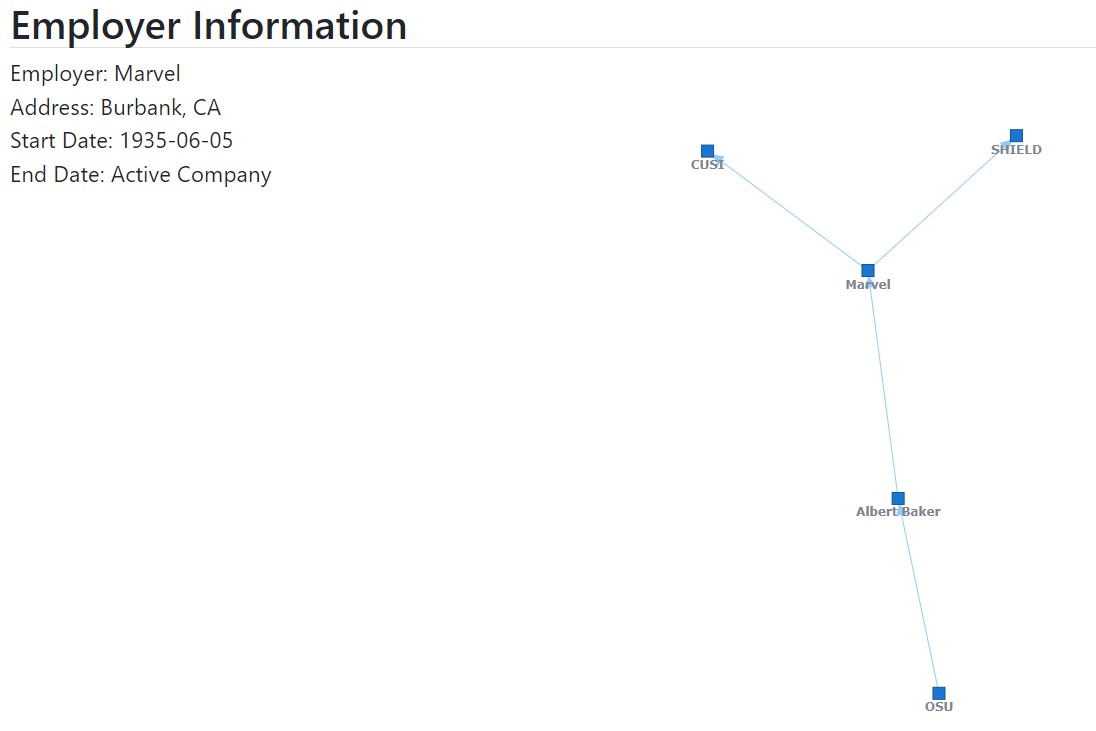 Employer Information
Employer: Marvel
Address: Burbank, CA
Start Date: 1935-06-05
End Date: Active Company
SHIELD
CUSI
Marvel
Albert Baker
OSU